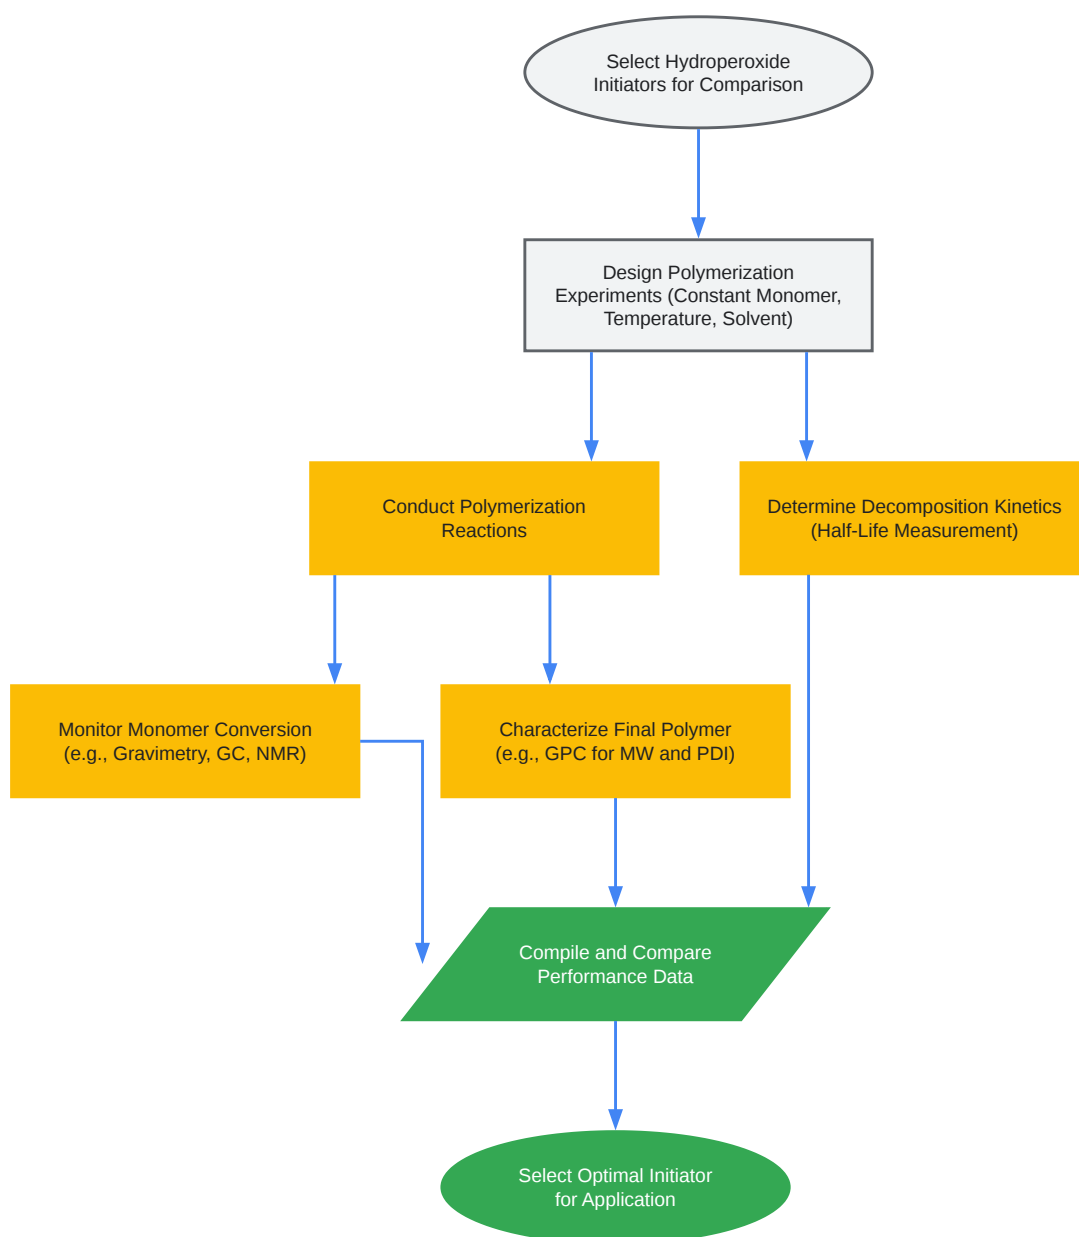 Select Hydroperoxide
Initiators for Comparison
Design Polymerization
Experiments (Constant Monomer,
Temperature, Solvent)
Conduct Polymerization
Reactions
Determine Decomposition Kinetics
(Half-Life Measurement)
Monitor Monomer Conversion
(e.g., Gravimetry, GC, NMR)
Characterize Final Polymer
(e.g., GPC for MW and PDI)
Compile and Compare
Performance Data
Select Optimal Initiator
for Application